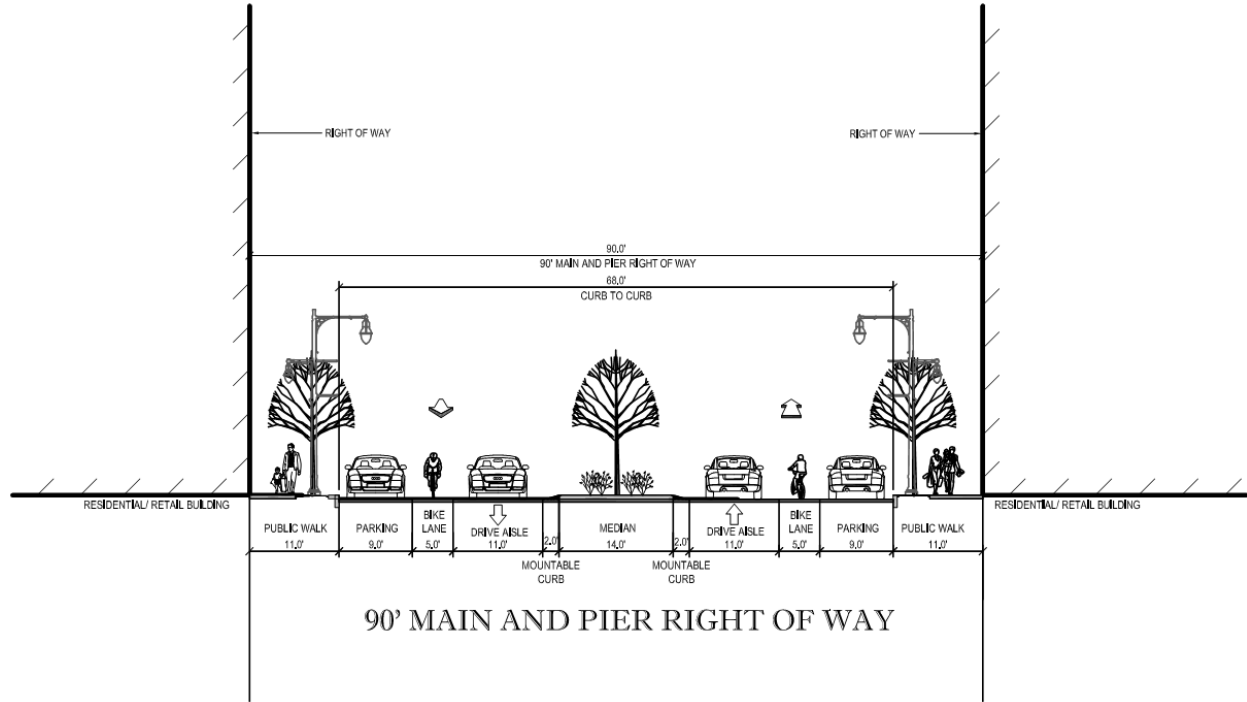 RIGHT OF WAY
RIGHT OF WAY
90.0'
90' MAIN AND PIER RIGHT OF WAY
68.0'
CURB TO CURB
RESIDENTIAL/ RETAIL BUILDING
RESIDENTIAL/ RETAIL BUILDING
PUBLIC WALK
11.0'
PARKING
9.0'
BIKE
LANE
5.0'
DRIVE AISLE
11.0'
2.0'
MOUNTABLE
CURB
MEDIAN
14.0'
2.0'
MOUNTABLE
CURB
DRIVE AISLE
11.0'
BIKE
LANE
5.0'
PARKING
9.0'
PUBLIC WALK
11.0'
90' MAIN AND PIER RIGHT OF WAY